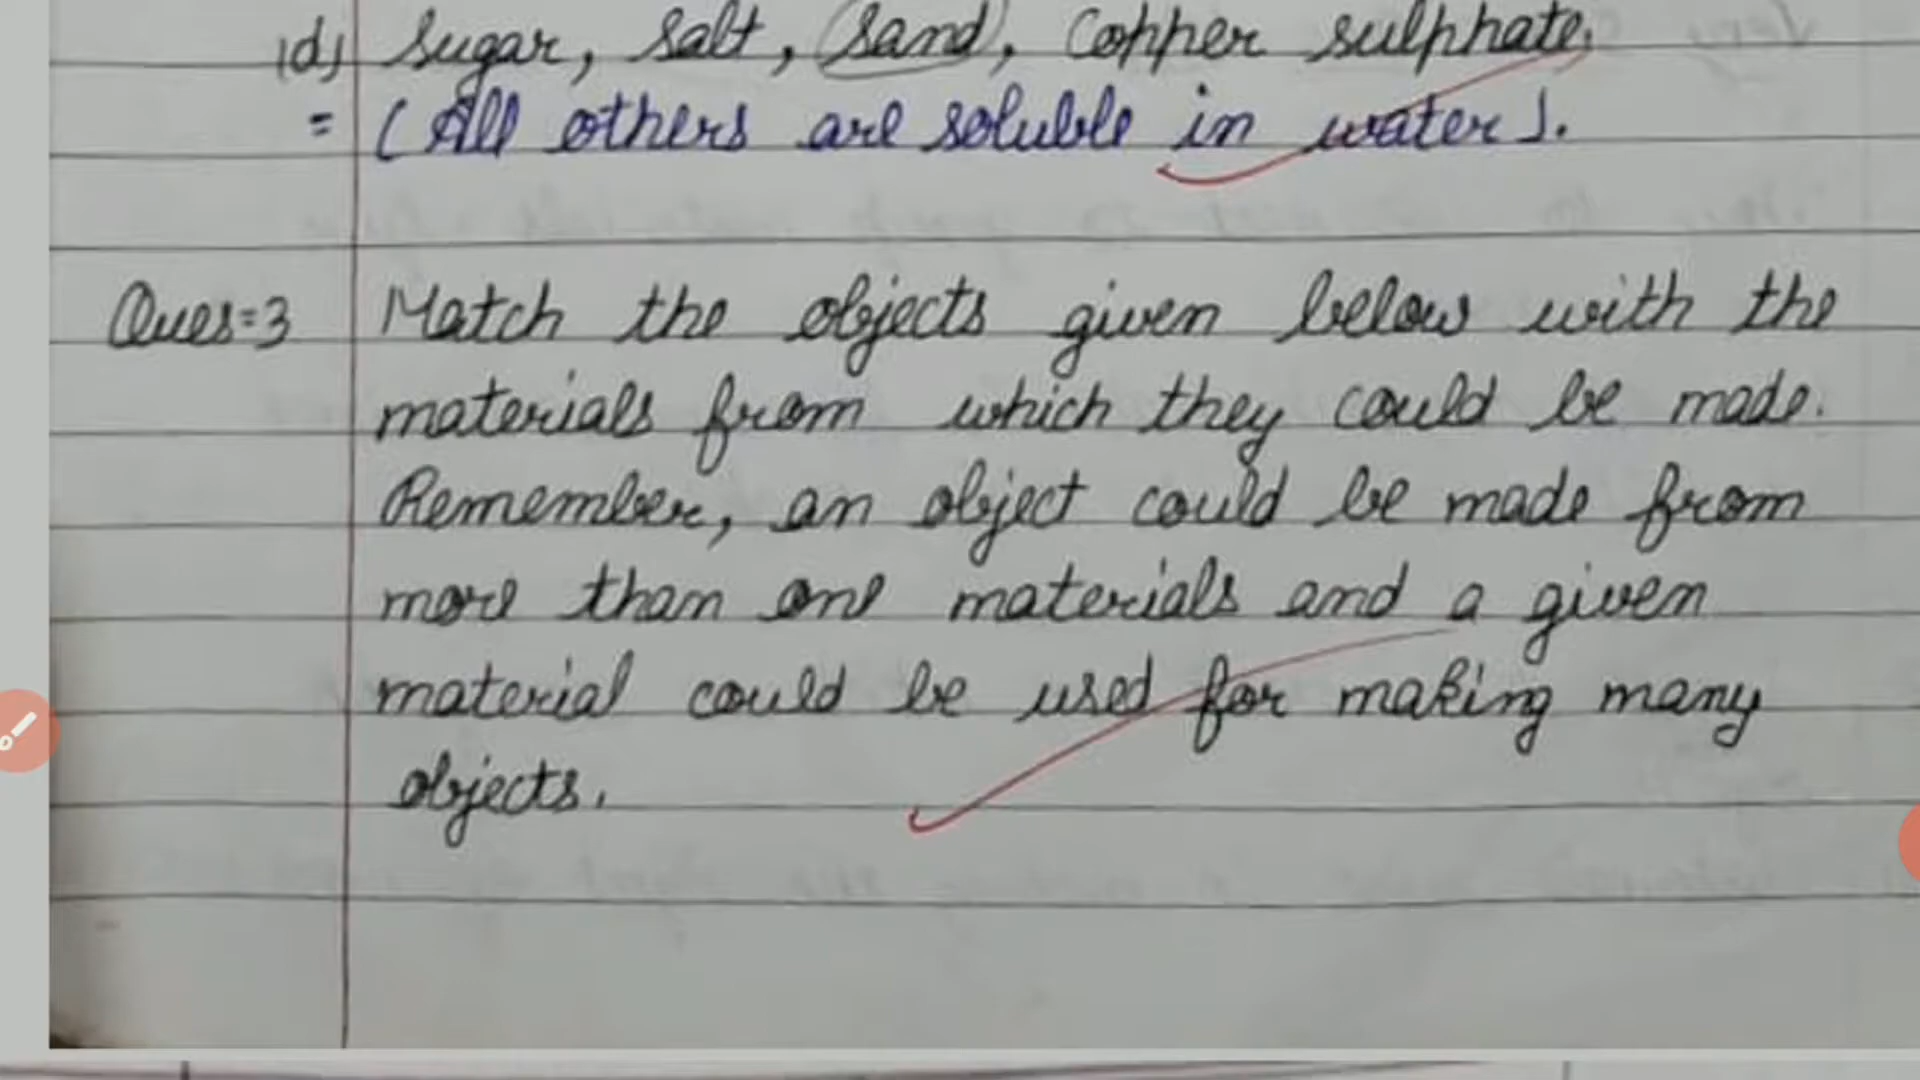 (d) Sugar, Salt, Sand, Copper sulphate.
= (All others are soluble in water).
Ques=3 Match the objects given below with the
materials from which they could be made.
Remember, an object could be made from
more than one materials and a given
material could be used for making many
objects.